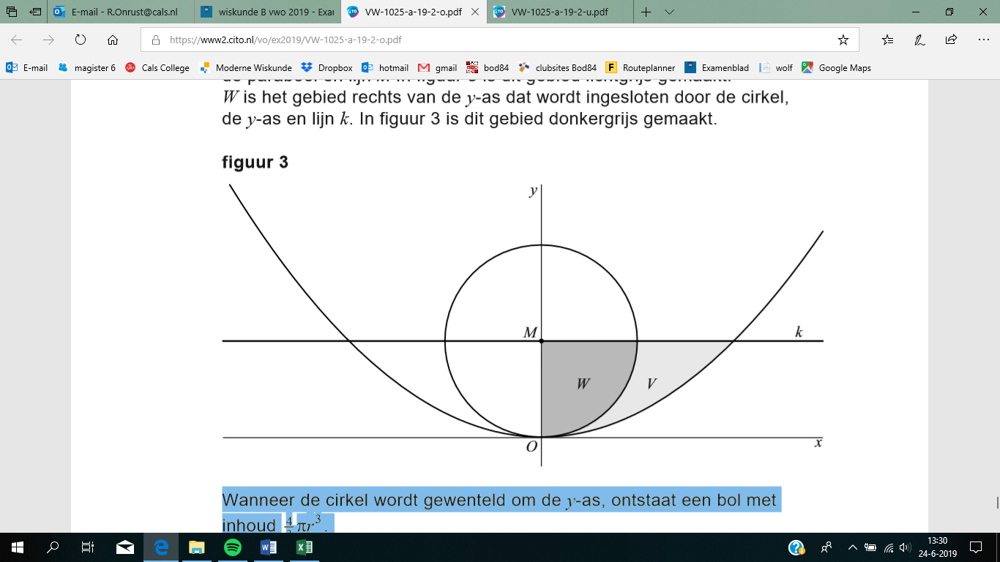 E-mail - R.Onrust@cals.nl
wiskunde B vwo 2019 - Exar
VW-1025-a-19-2-o.pdf
VW-1025-a-19-2-u.pdf
https://www2.cito.nl/vo/ex2019/VW-1025-a-19-2-o.pdf
E-mail
magister 6
Cals College
Moderne Wiskunde
Dropbox
hotmail
gmail
bod84
clubsites Bod84
Routeplanner
Examenblad
wolf
Google Maps
W is het gebied rechts van de y-as dat wordt ingesloten door de cirkel,
de y-as en lijn k. In figuur 3 is dit gebied donkergrijs gemaakt.
figuur 3
y
M
k
W
V
O
x
Wanneer de cirkel wordt gewenteld om de y-as, ontstaat een bol met
inhoud 4/3 πr³.
13:30
24-6-2019